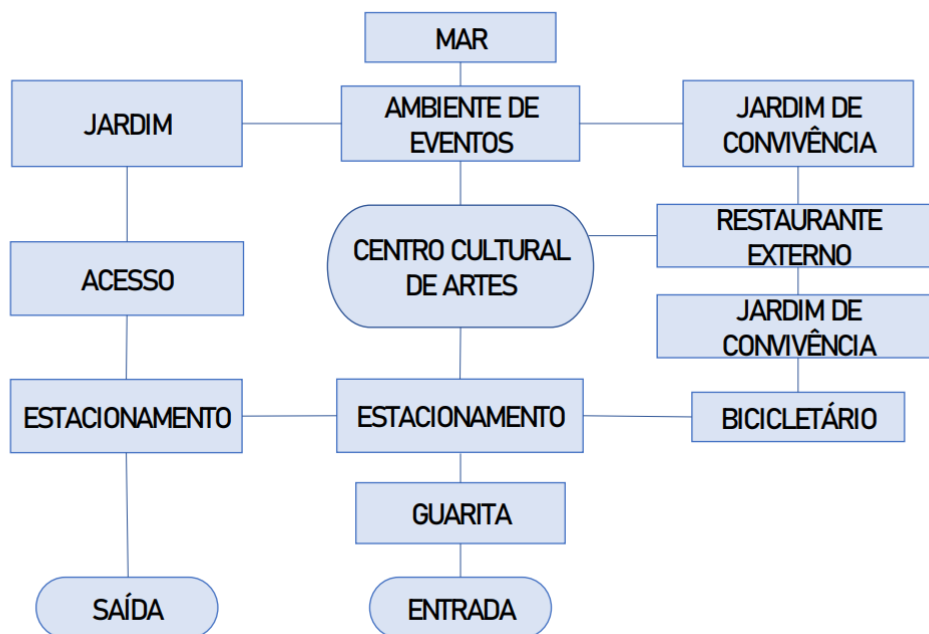 MAR
JARDIM
AMBIENTE DE
EVENTOS
JARDIM DE
CONVIVÊNCIA
ACESSO
CENTRO CULTURAL
DE ARTES
RESTAURANTE
EXTERNO
JARDIM DE
CONVIVÊNCIA
ESTACIONAMENTO
ESTACIONAMENTO
BICICLETÁRIO
GUARITA
SAÍDA
ENTRADA